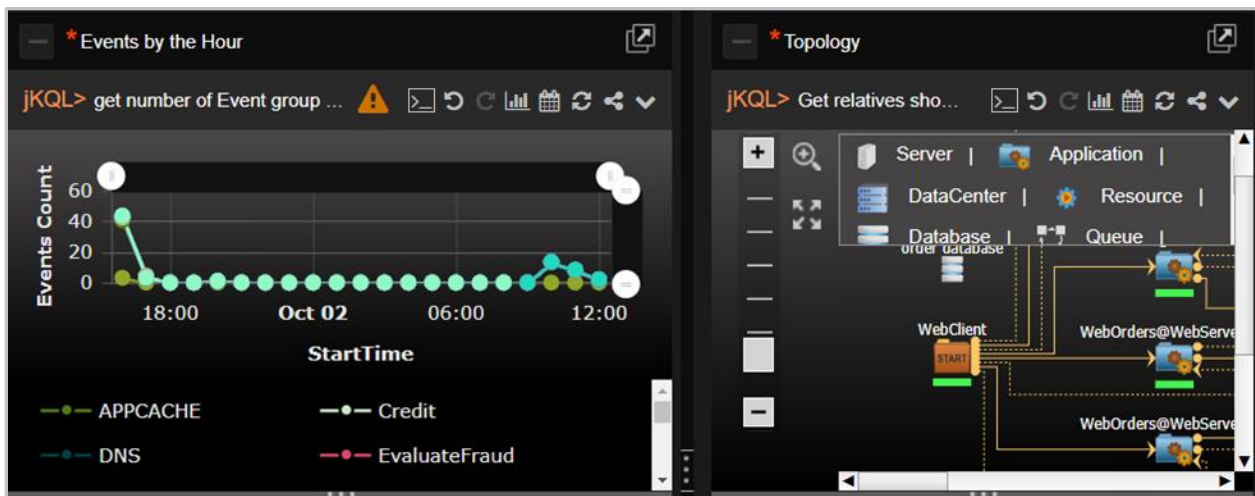 * Events by the Hour
jKQL> get number of Event group ...
Events Count
60
40
20
0
18:00 Oct 02 06:00 12:00
StartTime
APPCACHE Credit
DNS EvaluateFraud
* Topology
jKQL> Get relatives sho...
Server | Application |
DataCenter | Resource |
Database | Queue |
order database
WebClient
START
WebOrders@WebServe
WebOrders@WebServe